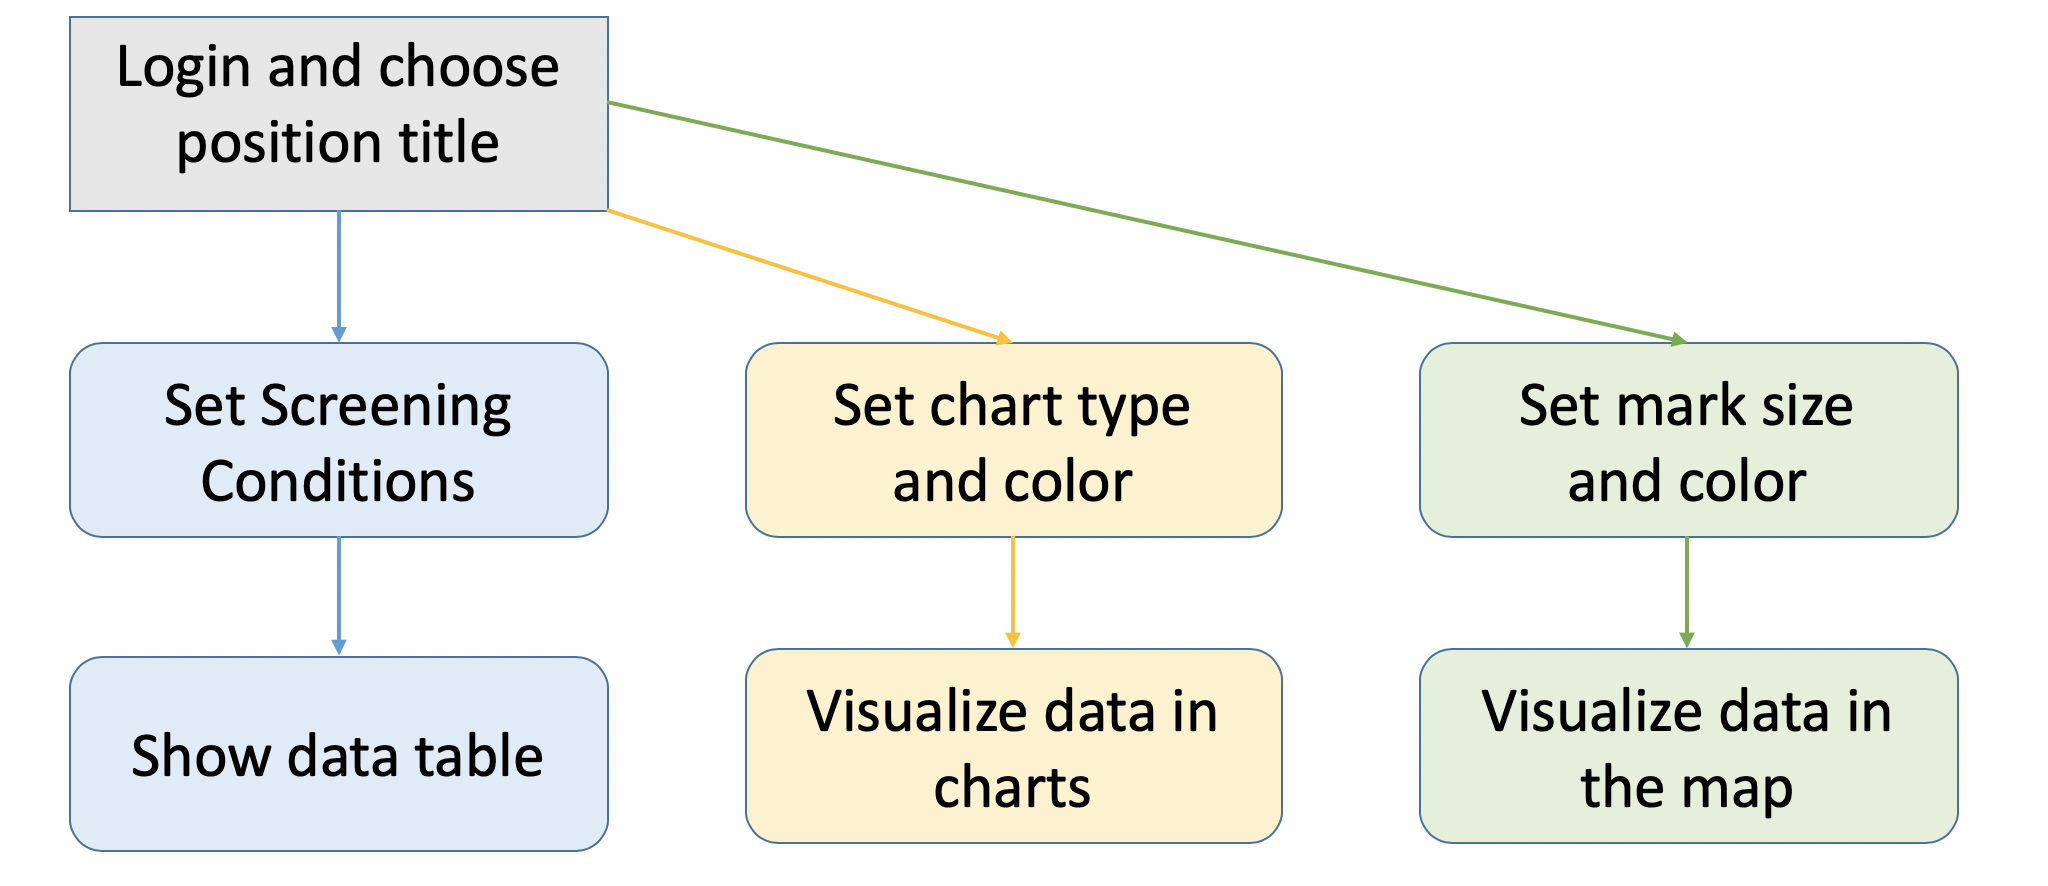 Login and choose
position title
Set Screening
Conditions
Set chart type
and color
Set mark size
and color
Show data table
Visualize data in
charts
Visualize data in
the map